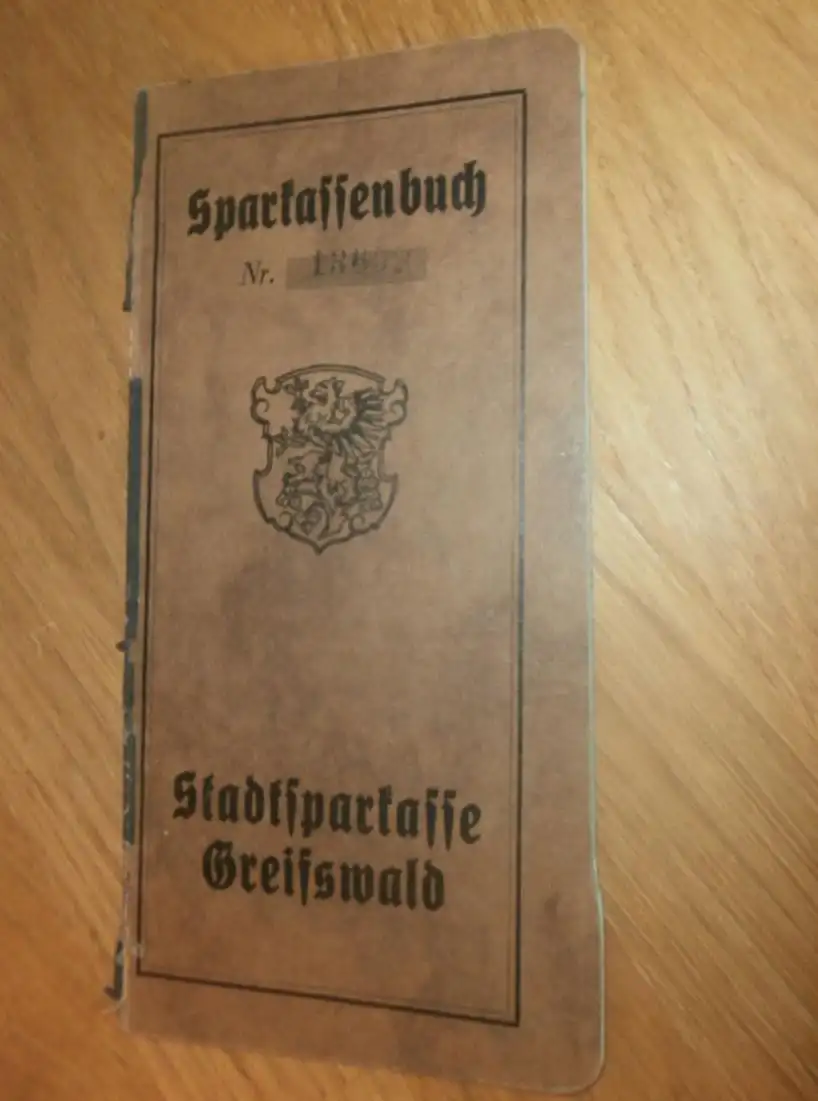 Sparkassenbuch
Nr.
Stadtsparkasse
Greifswald